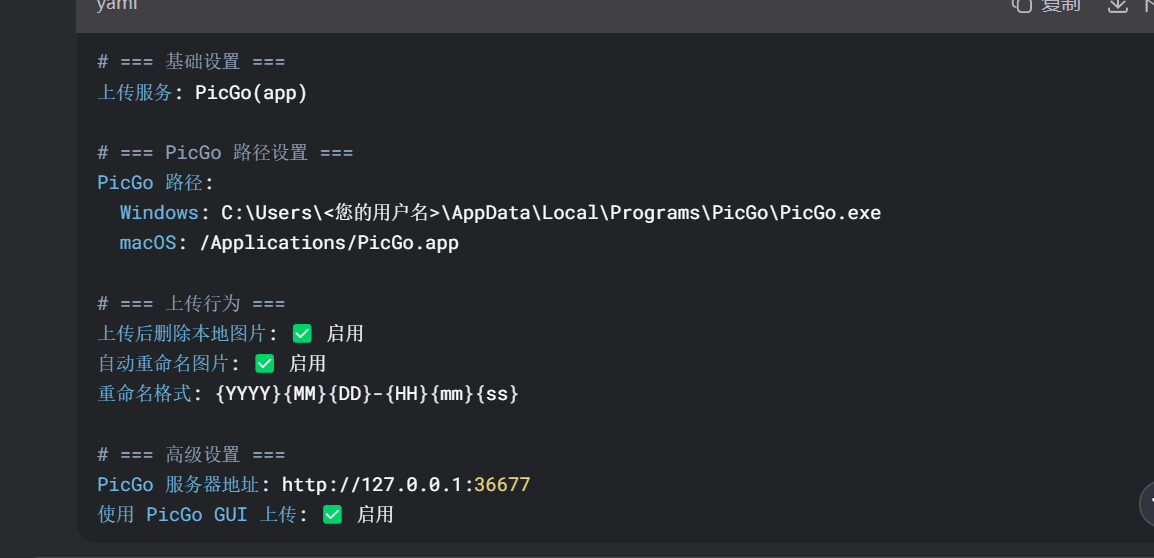 yaml
复制
# === 基础设置 ===
上传服务: PicGo(app)
# === PicGo 路径设置 ===
PicGo 路径:
Windows: C:\Users\<您的用户名>\AppData\Local\Programs\PicGo\PicGo.exe
macOS: /Applications/PicGo.app
# === 上传行为 ===
上传后删除本地图片: ✅ 启用
自动重命名图片: ✅ 启用
重命名格式: {YYYY}{MM}{DD}-{HH}{mm}{ss}
# === 高级设置 ===
PicGo 服务器地址: http://127.0.0.1:36677
使用 PicGo GUI 上传: ✅ 启用